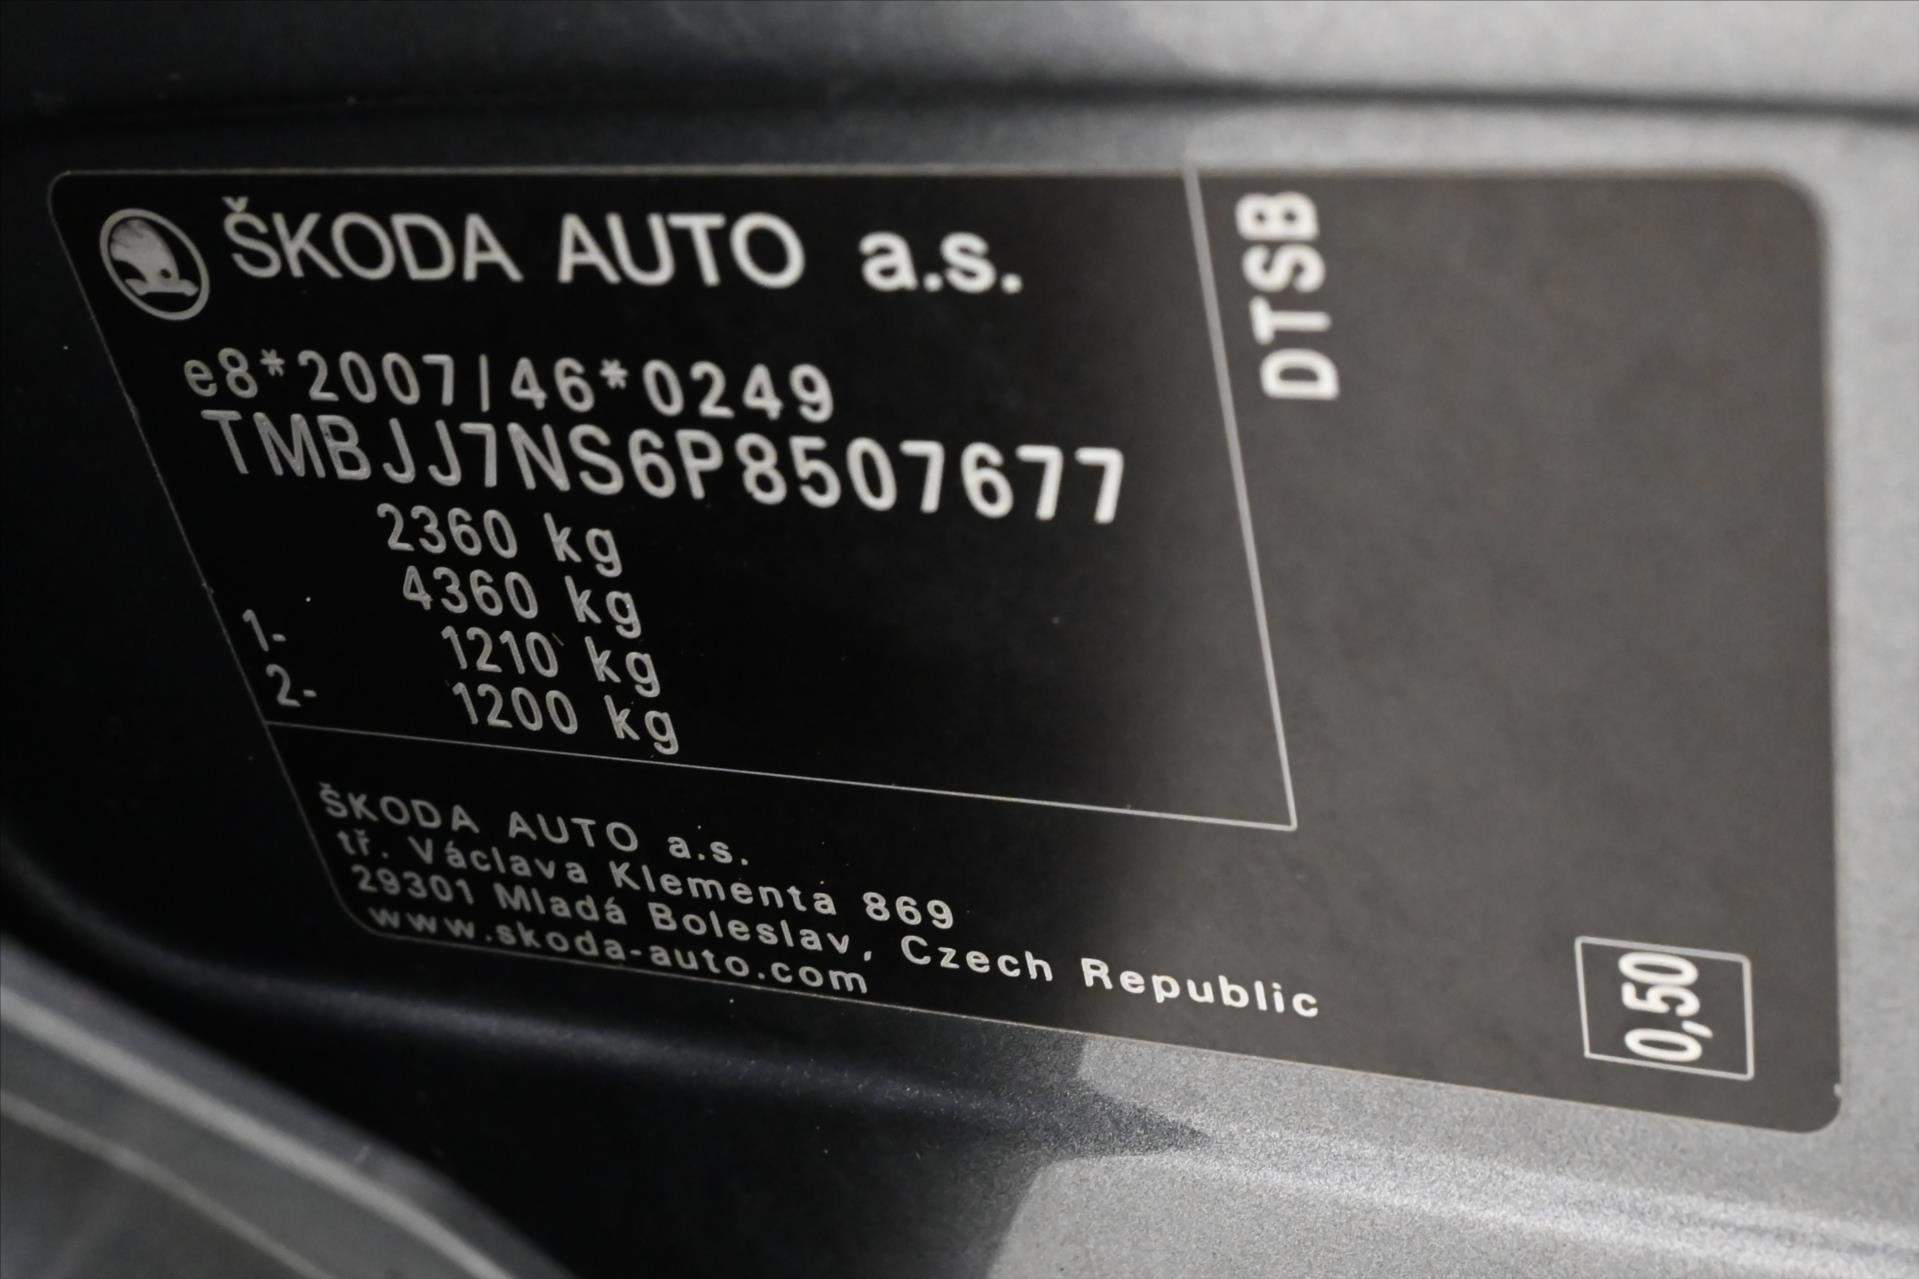 ŠKODA AUTO a.s.
e8*2007/46*0249
TMBJJ7NS6P8507677
2360 kg
4360 kg
1- 1210 kg
2- 1200 kg
DTSB
ŠKODA AUTO a.s.
tř. Václava Klementa 869
29301 Mladá Boleslav, Czech Republic
www.skoda-auto.com
0,50